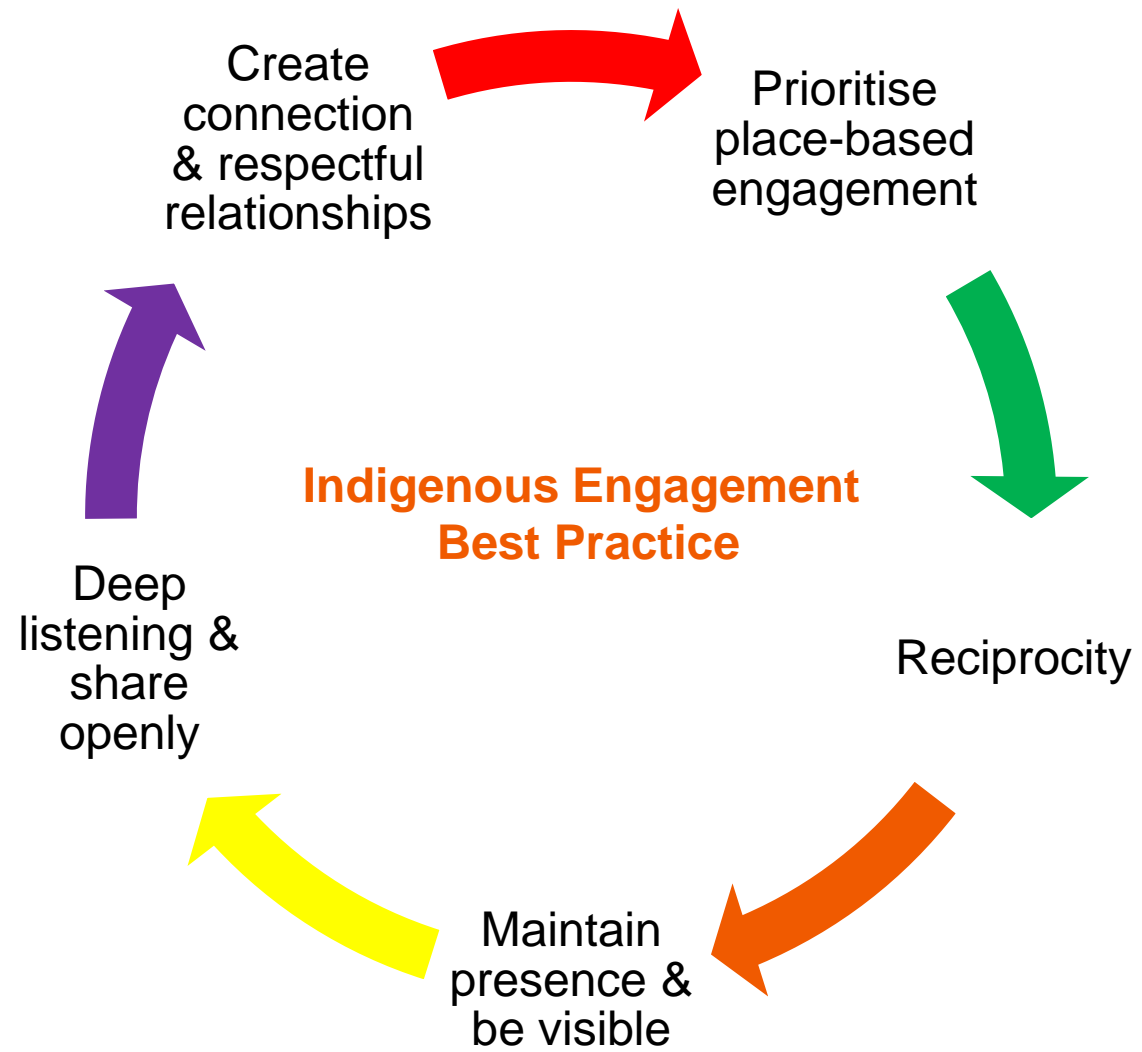 Create
connection
& respectful
relationships
Prioritise
place-based
engagement
Indigenous Engagement
Best Practice
Reciprocity
Maintain
presence &
be visible
Deep
listening &
share
openly